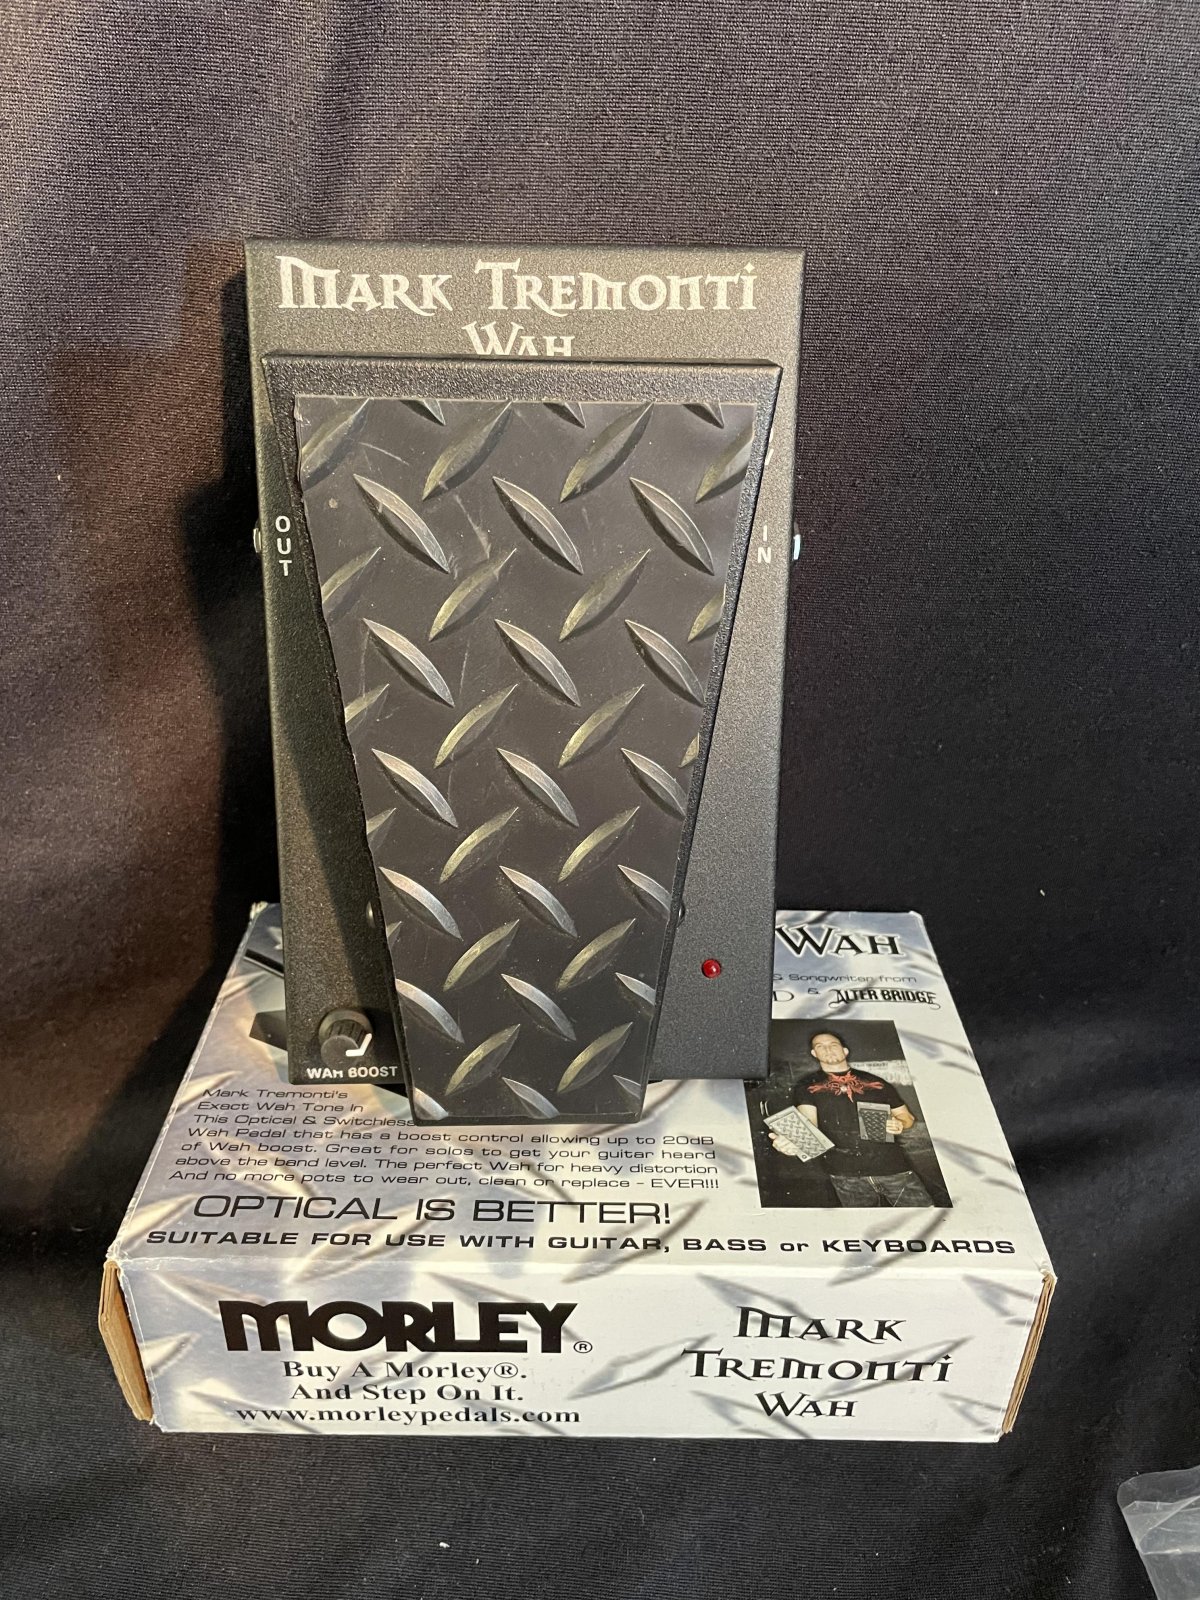 MARK TREMONTI
WAH
OUT
IN
WAH BOOST
WAH
& Songwriter from
D & ALTER BRIDGE
Mark Tremonti's
Exact Wah Tone In
This Optical & Switchless
Wah Pedal that has a boost control allowing up to 20dB
of Wah boost. Great for solos to get your guitar heard
above the band level. The perfect Wah for heavy distortion
And no more pots to wear out, clean or replace - EVER!!!
OPTICAL IS BETTER!
SUITABLE FOR USE WITH GUITAR, BASS or KEYBOARDS
MORLEY®
Buy A Morley®.
And Step On It.
www.morleypedals.com
MARK
TREMONTI
WAH